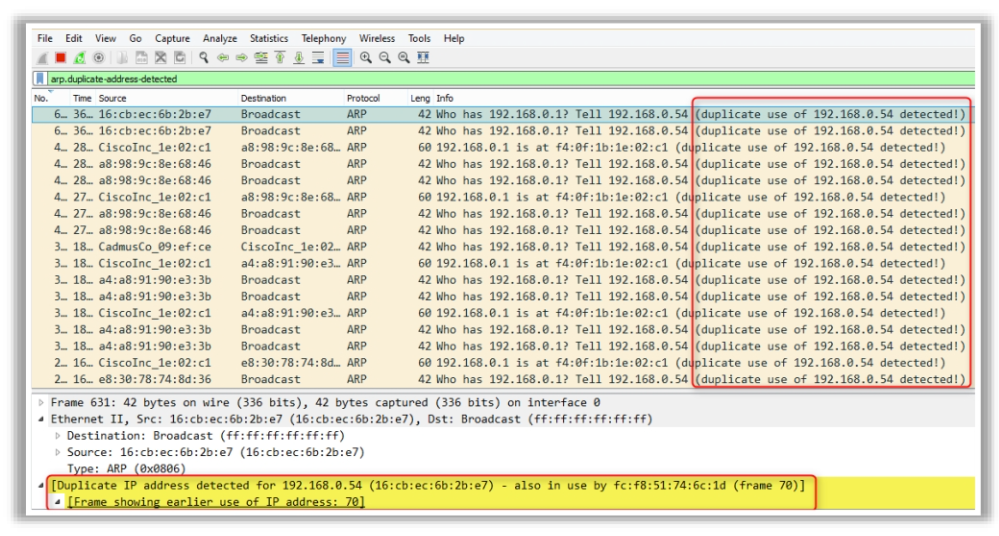 File Edit View Go Capture Analyze Statistics Telephony Wireless Tools Help
arp.duplicate-address-detected
No. Time Source Destination Protocol Leng Info
6… 36… 16:cb:ec:6b:2b:e7 Broadcast ARP 42 Who has 192.168.0.1? Tell 192.168.0.54 (duplicate use of 192.168.0.54 detected!)
6… 36… 16:cb:ec:6b:2b:e7 Broadcast ARP 42 Who has 192.168.0.1? Tell 192.168.0.54 (duplicate use of 192.168.0.54 detected!)
4… 28… CiscoInc_1e:02:c1 a8:98:9c:8e:68… ARP 60 192.168.0.1 is at f4:0f:1b:1e:02:c1 (duplicate use of 192.168.0.54 detected!)
4… 28… a8:98:9c:8e:68:46 Broadcast ARP 42 Who has 192.168.0.1? Tell 192.168.0.54 (duplicate use of 192.168.0.54 detected!)
4… 28… a8:98:9c:8e:68:46 Broadcast ARP 42 Who has 192.168.0.1? Tell 192.168.0.54 (duplicate use of 192.168.0.54 detected!)
4… 27… CiscoInc_1e:02:c1 a8:98:9c:8e:68… ARP 60 192.168.0.1 is at f4:0f:1b:1e:02:c1 (duplicate use of 192.168.0.54 detected!)
4… 27… a8:98:9c:8e:68:46 Broadcast ARP 42 Who has 192.168.0.1? Tell 192.168.0.54 (duplicate use of 192.168.0.54 detected!)
4… 27… a8:98:9c:8e:68:46 Broadcast ARP 42 Who has 192.168.0.1? Tell 192.168.0.54 (duplicate use of 192.168.0.54 detected!)
3… 18… CadmusCo_09:ef:ce CiscoInc_1e:02… ARP 42 Who has 192.168.0.1? Tell 192.168.0.54 (duplicate use of 192.168.0.54 detected!)
3… 18… CiscoInc_1e:02:c1 a4:a8:91:90:e3… ARP 60 192.168.0.1 is at f4:0f:1b:1e:02:c1 (duplicate use of 192.168.0.54 detected!)
3… 18… a4:a8:91:90:e3:3b Broadcast ARP 42 Who has 192.168.0.1? Tell 192.168.0.54 (duplicate use of 192.168.0.54 detected!)
3… 18… a4:a8:91:90:e3:3b Broadcast ARP 42 Who has 192.168.0.1? Tell 192.168.0.54 (duplicate use of 192.168.0.54 detected!)
3… 18… CiscoInc_1e:02:c1 a4:a8:91:90:e3… ARP 60 192.168.0.1 is at f4:0f:1b:1e:02:c1 (duplicate use of 192.168.0.54 detected!)
3… 18… a4:a8:91:90:e3:3b Broadcast ARP 42 Who has 192.168.0.1? Tell 192.168.0.54 (duplicate use of 192.168.0.54 detected!)
3… 18… a4:a8:91:90:e3:3b Broadcast ARP 42 Who has 192.168.0.1? Tell 192.168.0.54 (duplicate use of 192.168.0.54 detected!)
2… 16… CiscoInc_1e:02:c1 e8:30:78:74:8d… ARP 60 192.168.0.1 is at f4:0f:1b:1e:02:c1 (duplicate use of 192.168.0.54 detected!)
2… 16… e8:30:78:74:8d:36 Broadcast ARP 42 Who has 192.168.0.1? Tell 192.168.0.54 (duplicate use of 192.168.0.54 detected!)
Frame 631: 42 bytes on wire (336 bits), 42 bytes captured (336 bits) on interface 0
Ethernet II, Src: 16:cb:ec:6b:2b:e7 (16:cb:ec:6b:2b:e7), Dst: Broadcast (ff:ff:ff:ff:ff:ff)
Destination: Broadcast (ff:ff:ff:ff:ff:ff)
Source: 16:cb:ec:6b:2b:e7 (16:cb:ec:6b:2b:e7)
Type: ARP (0x0806)
[Duplicate IP address detected for 192.168.0.54 (16:cb:ec:6b:2b:e7) - also in use by fc:f8:51:74:6c:1d (frame 70)]
[Frame showing earlier use of IP address: 70]